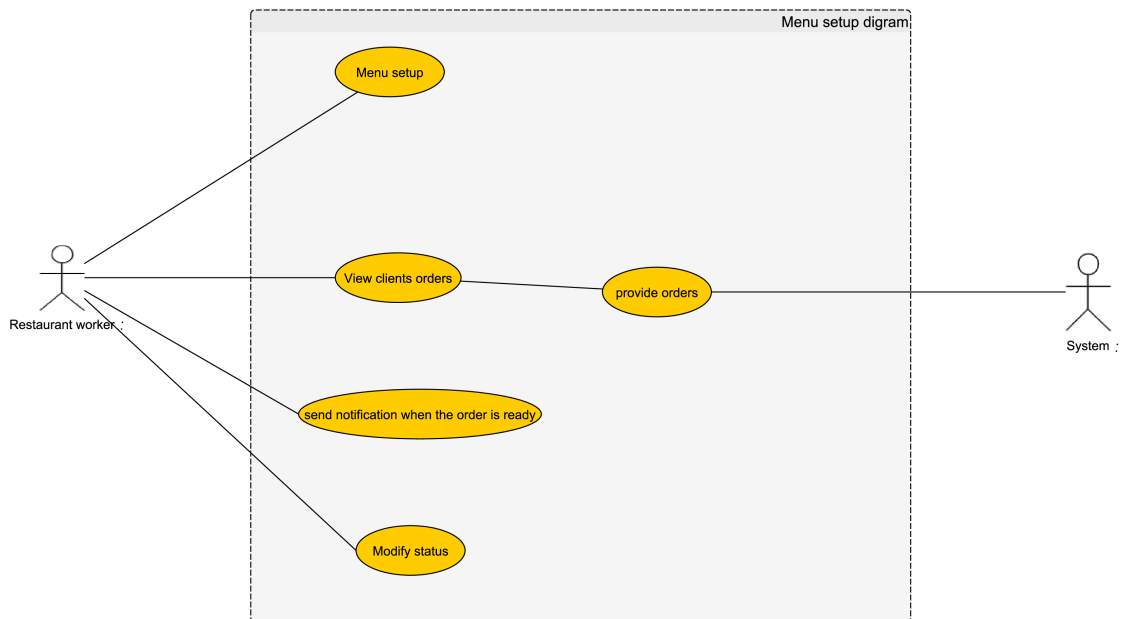 Menu setup digram
Menu setup
View clients orders
provide orders
Restaurant worker :
System :
send notification when the order is ready
Modify status